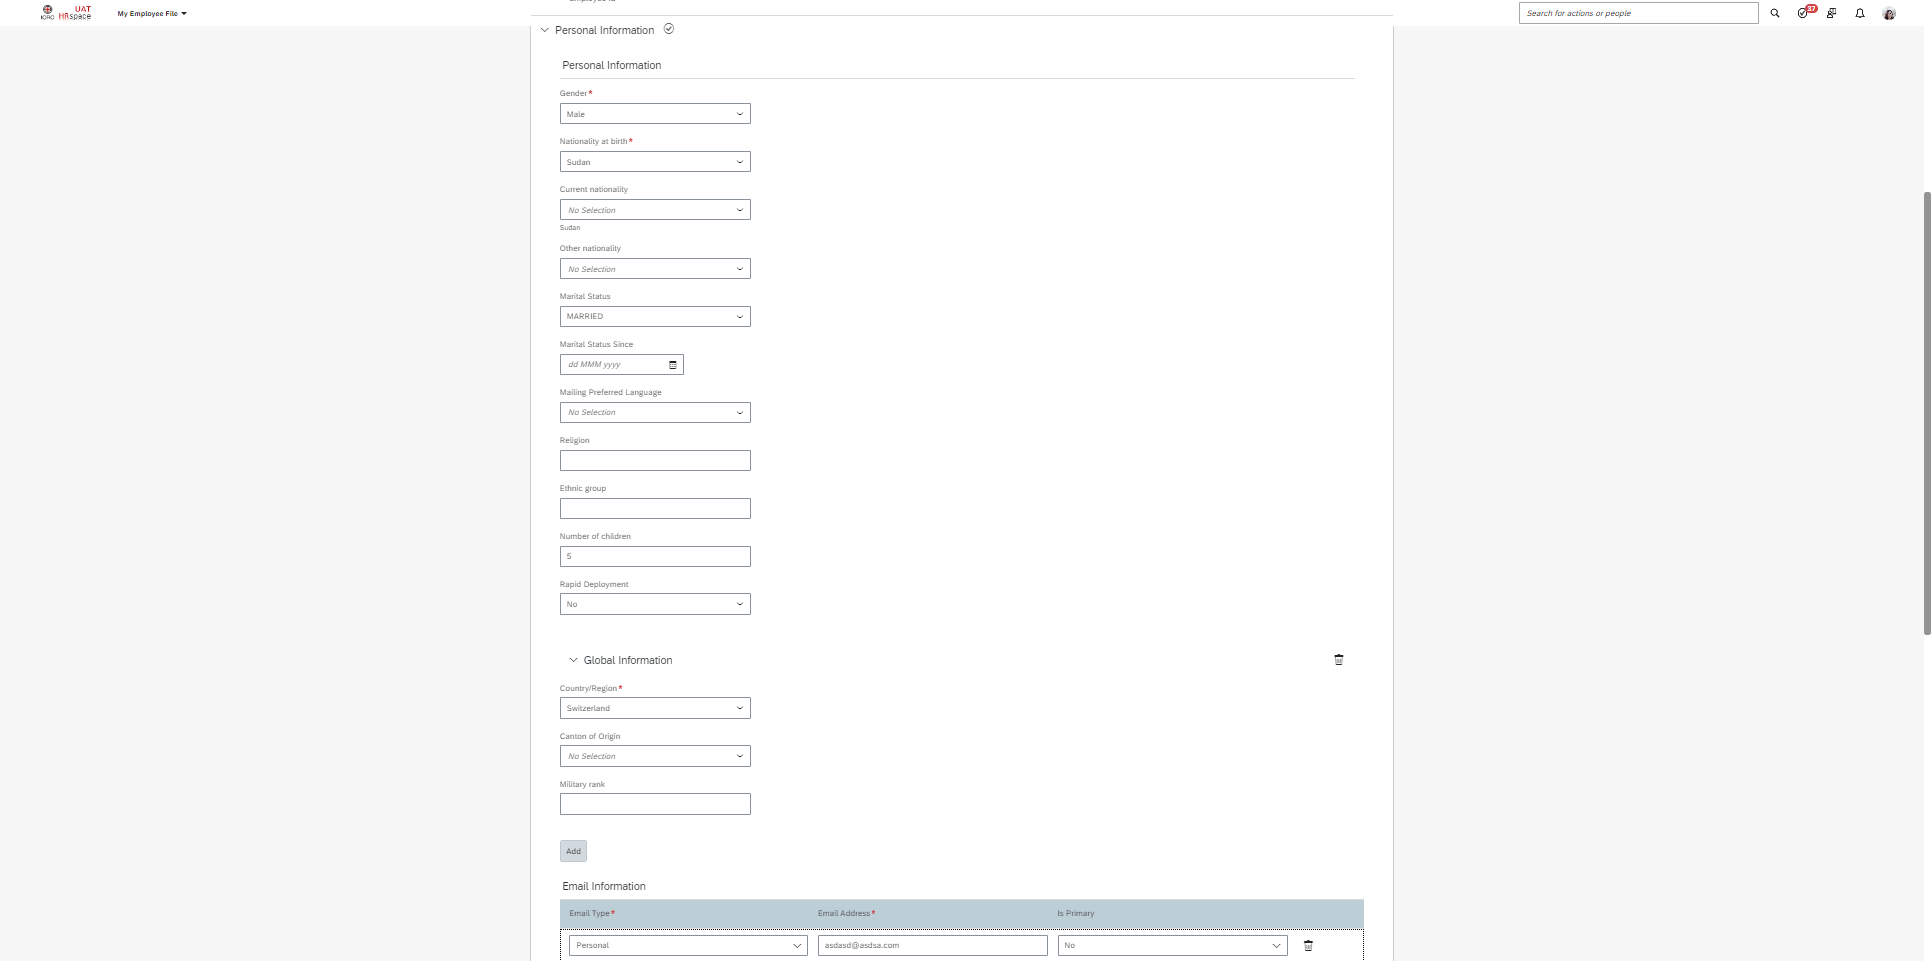 UAT
ICRC HRspace
My Employee File
Search for actions or people
37
Personal Information
Personal Information
Gender*
Male
Nationality at birth*
Sudan
Current nationality
No Selection
Sudan
Other nationality
No Selection
Marital Status
MARRIED
Marital Status Since
dd MMM yyyy
Mailing Preferred Language
No Selection
Religion
Ethnic group
Number of children
5
Rapid Deployment
No
Global Information
Country/Region*
Switzerland
Canton of Origin
No Selection
Military rank
Add
Email Information
Email Type* Email Address* Is Primary
Personal asdasd@asdsa.com No